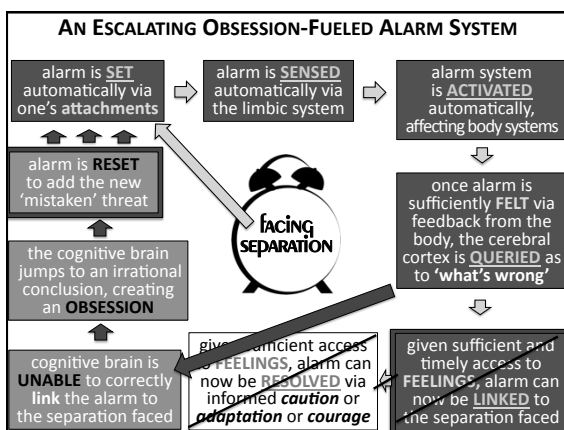 AN ESCALATING OBSESSION-FUELED ALARM SYSTEM
alarm is SET
automatically via
one's attachments
alarm is SENSED
automatically via
the limbic system
alarm system
is ACTIVATED
automatically,
affecting body systems
once alarm is
sufficiently FELT via
feedback from the
body, the cerebral
cortex is QUERIED as
to 'what's wrong'
given sufficient and
timely access to
FEELINGS, alarm can
now be LINKED to
the separation faced
given sufficient access
to FEELINGS, alarm can
now be RESOLVED via
informed caution or
adaptation or courage
cognitive brain is
UNABLE to correctly
link the alarm to
the separation faced
the cognitive brain
jumps to an irrational
conclusion, creating
an OBSESSION
alarm is RESET
to add the new
'mistaken' threat
facing
SEPARATION